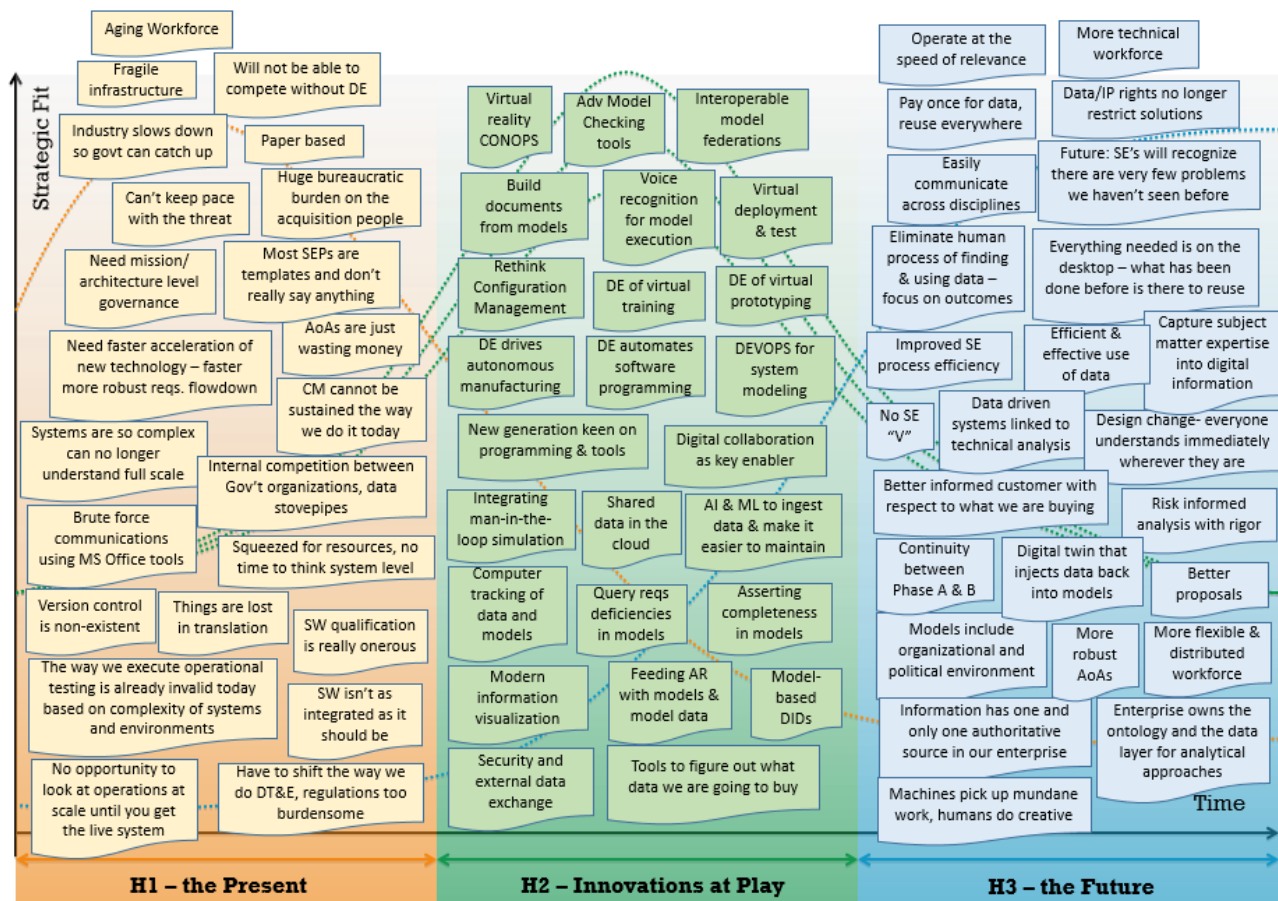 Strategic Fit
Aging Workforce
Fragile
infrastructure
Will not be able to
compete without DE
Industry slows down
so govt can catch up
Paper based
Can't keep pace
with the threat
Huge bureaucratic
burden on the
acquisition people
Need mission/
architecture level
governance
Most SEPs are
templates and don't
really say anything
AoAs are just
wasting money
Need faster acceleration of
new technology – faster
more robust reqs. flowdown
CM cannot be
sustained the way
we do it today
Systems are so complex
can no longer
understand full scale
Internal competition between
Gov't organizations, data
stovepipes
Brute force
communications
using MS Office tools
Squeezed for resources, no
time to think system level
Version control
is non-existent
Things are lost
in translation
SW qualification
is really onerous
The way we execute operational
testing is already invalid today
based on complexity of systems
and environments
SW isn't as
integrated as it
should be
No opportunity to
look at operations at
scale until you get
the live system
Have to shift the way we
do DT&E, regulations too
burdensome
Virtual
reality
CONOPS
Adv Model
Checking
tools
Interoperable
model
federations
Build
documents
from models
Voice
recognition
for model
execution
Virtual
deployment
& test
Rethink
Configuration
Management
DE of virtual
training
DE of virtual
prototyping
DE drives
autonomous
manufacturing
DE automates
software
programming
DEVOPS for
system
modeling
New generation keen on
programming & tools
Digital collaboration
as key enabler
Integrating
man-in-the-
loop simulation
Shared
data in the
cloud
AI & ML to ingest
data & make it
easier to maintain
Computer
tracking of
data and
models
Query reqs
deficiencies
in models
Asserting
completeness
in models
Modern
information
visualization
Feeding AR
with models &
model data
Model-
based
DIDs
Security and
external data
exchange
Tools to figure out what
data we are going to buy
Operate at the
speed of relevance
More technical
workforce
Pay once for data,
reuse everywhere
Data/IP rights no longer
restrict solutions
Easily
communicate
across disciplines
Future: SE's will recognize
there are very few problems
we haven't seen before
Eliminate human
process of finding
& using data –
focus on outcomes
Everything needed is on the
desktop – what has been
done before is there to reuse
Improved SE
process efficiency
Efficient &
effective use
of data
Capture subject
matter expertise
into digital
information
No SE
"V"
Data driven
systems linked to
technical analysis
Design change- everyone
understands immediately
wherever they are
Better informed customer with
respect to what we are buying
Risk informed
analysis with rigor
Continuity
between
Phase A & B
Digital twin that
injects data back
into models
Better
proposals
Models include
organizational and
political environment
More
robust
AoAs
More flexible &
distributed
workforce
Information has one and
only one authoritative
source in our enterprise
Enterprise owns the
ontology and the data
layer for analytical
approaches
Machines pick up mundane
work, humans do creative
Time
H1 – the Present
H2 – Innovations at Play
H3 – the Future